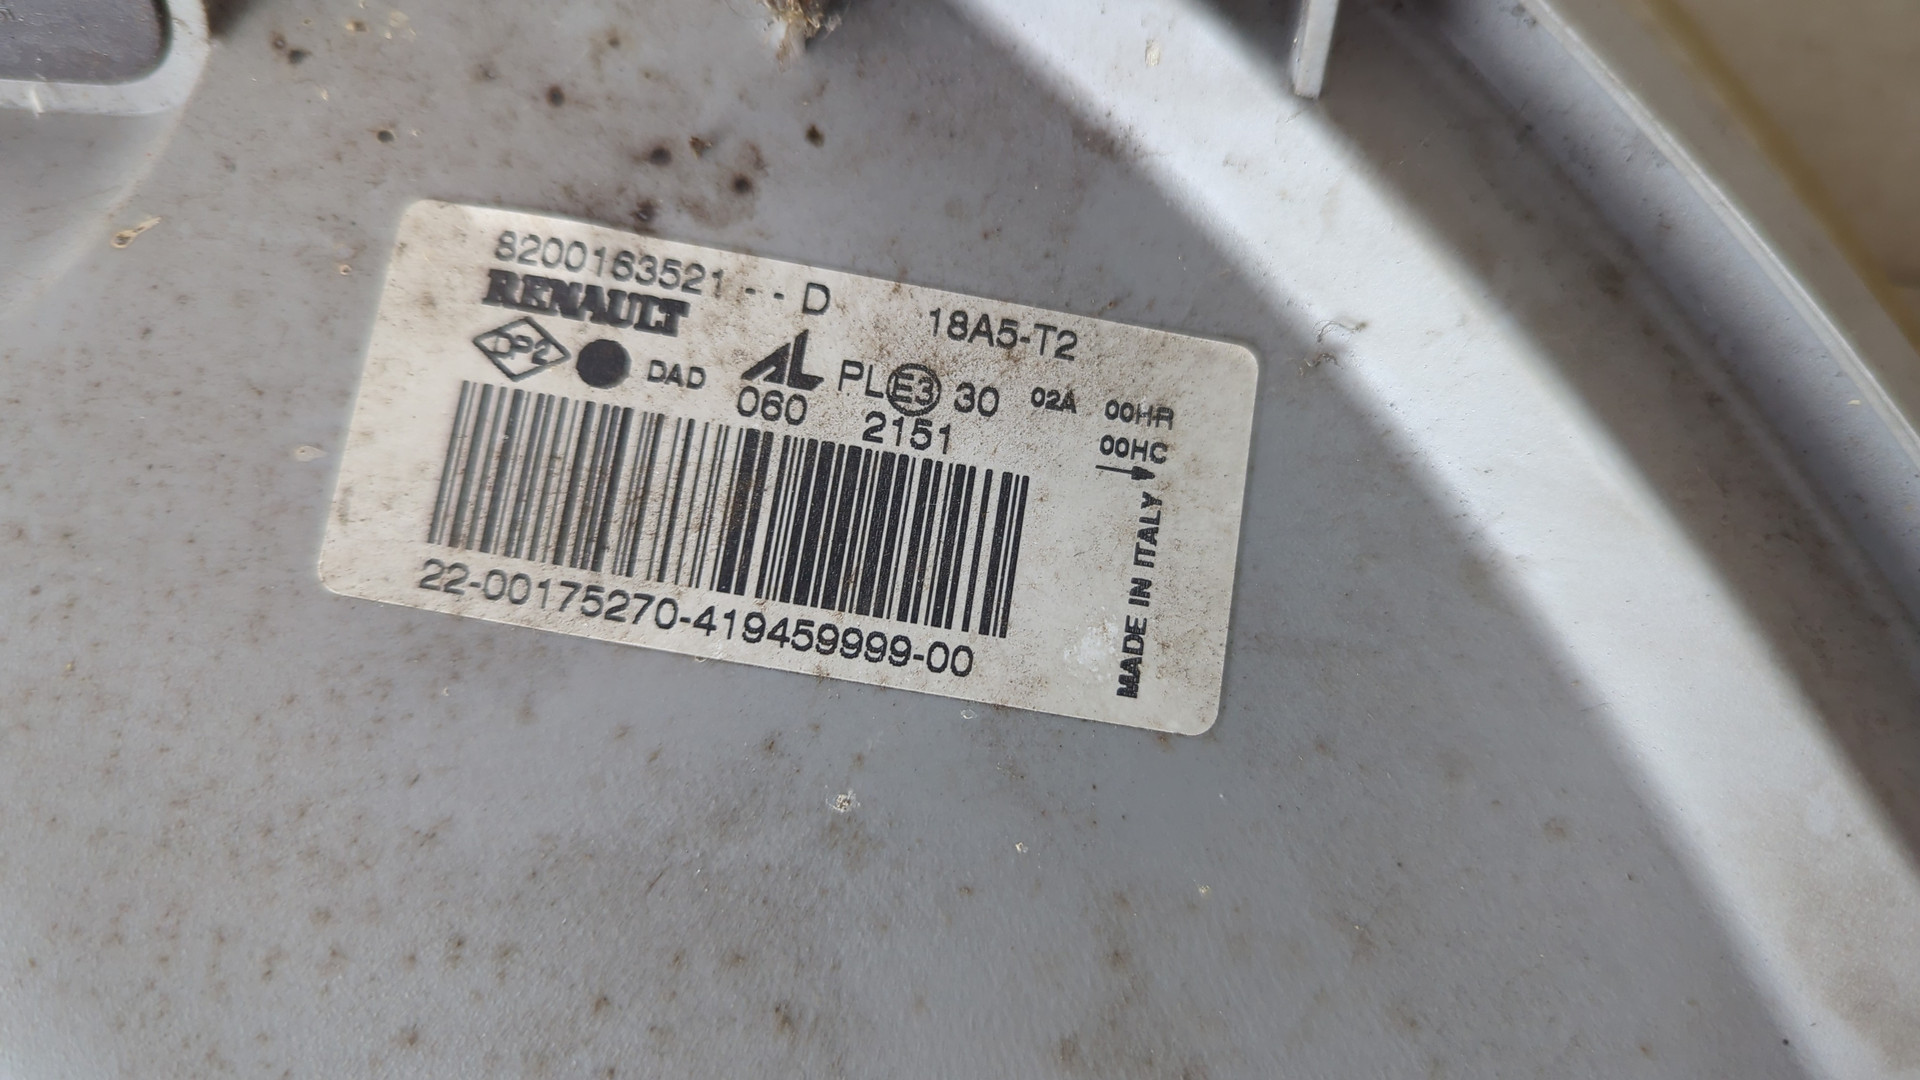 8200163521 -- D 18A5-T2
RENAULT
DP2 DAD AL PL E3 30 02A 00HR
060 2151 00HC
22-00175270-419459999-00
MADE IN ITALY